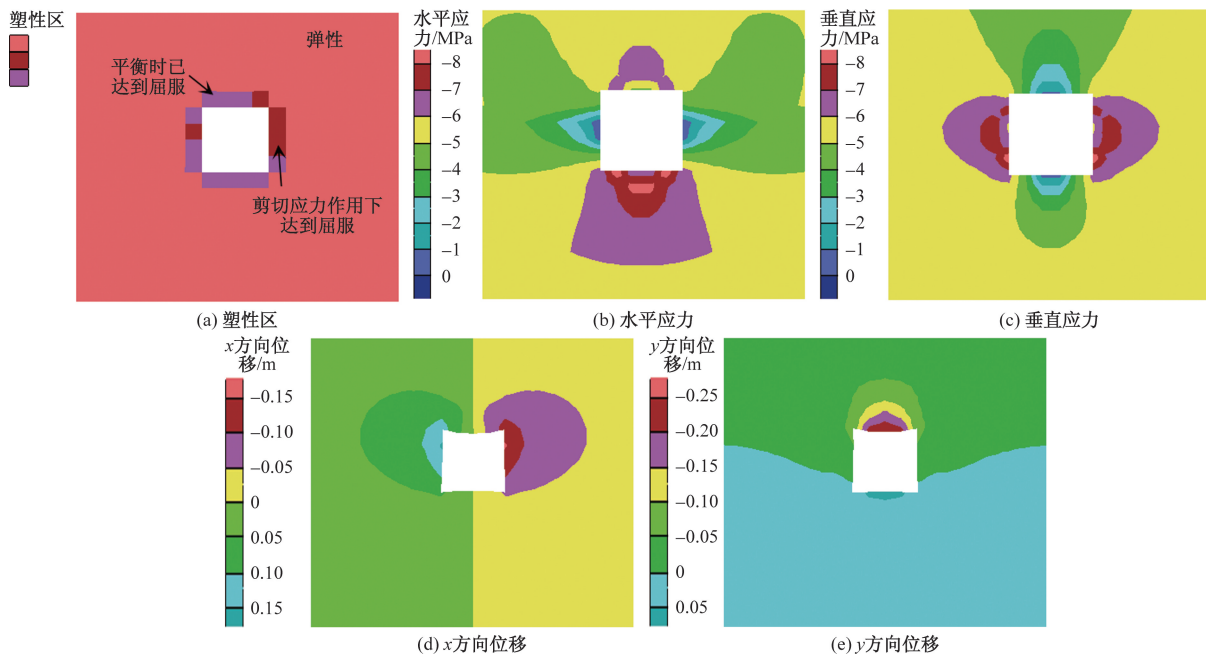 塑性区
弹性
平衡时已
达到屈服
剪切应力作用下
达到屈服
(a) 塑性区
水平应
力/MPa
–8
–7
–6
–5
–4
–3
–2
–1
0
(b) 水平应力
垂直应
力/MPa
–8
–7
–6
–5
–4
–3
–2
–1
0
(c) 垂直应力
x方向位
移/m
–0.15
–0.10
–0.05
0
0.05
0.10
0.15
(d) x方向位移
y方向位
移/m
–0.25
–0.20
–0.15
–0.10
–0.05
0
0.05
(e) y方向位移